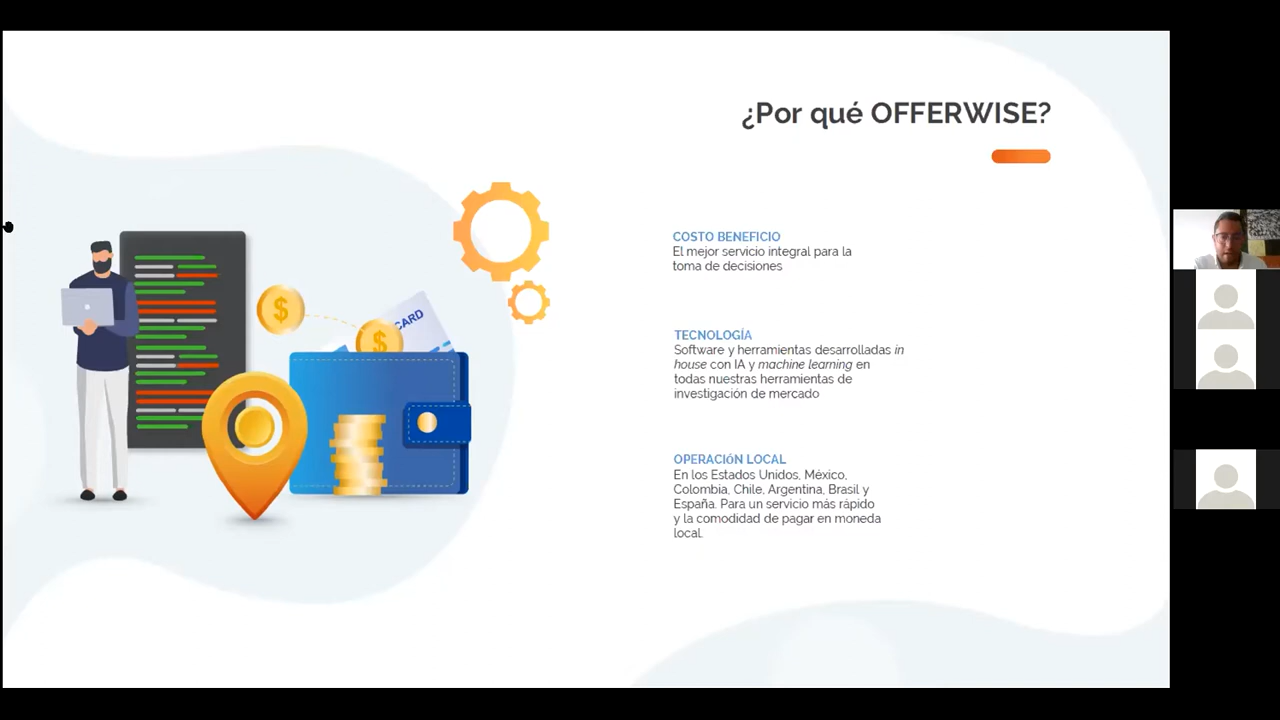 ¿Por qué OFFERWISE?
COSTO BENEFICIO
El mejor servicio integral para la
toma de decisiones
TECNOLOGÍA
Software y herramientas desarrolladas in
house con IA y machine learning en
todas nuestras herramientas de
investigación de mercado
OPERACIÓN LOCAL
En los Estados Unidos, México,
Colombia, Chile, Argentina, Brasil y
España. Para un servicio más rápido
y la comodidad de pagar en moneda
local.
$
$
CARD